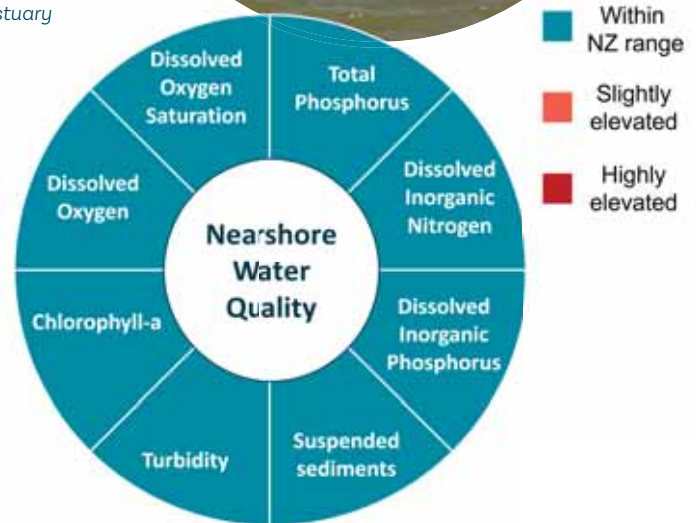 Dissolved
Oxygen
Saturation
Total
Phosphorus
Dissolved
Inorganic
Nitrogen
Dissolved
Inorganic
Phosphorus
Suspended
sediments
Turbidity
Chlorophyll-a
Dissolved
Oxygen
Nearshore
Water
Quality
Within
NZ range
Slightly
elevated
Highly
elevated